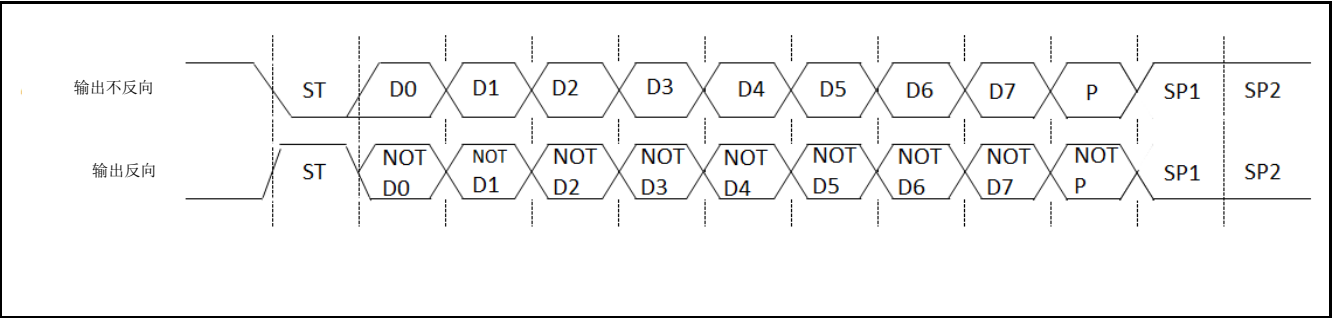 输出不反向 ST D0 D1 D2 D3 D4 D5 D6 D7 P SP1 SP2
输出反向 ST NOT D0 NOT D1 NOT D2 NOT D3 NOT D4 NOT D5 NOT D6 NOT D7 NOT P SP1 SP2